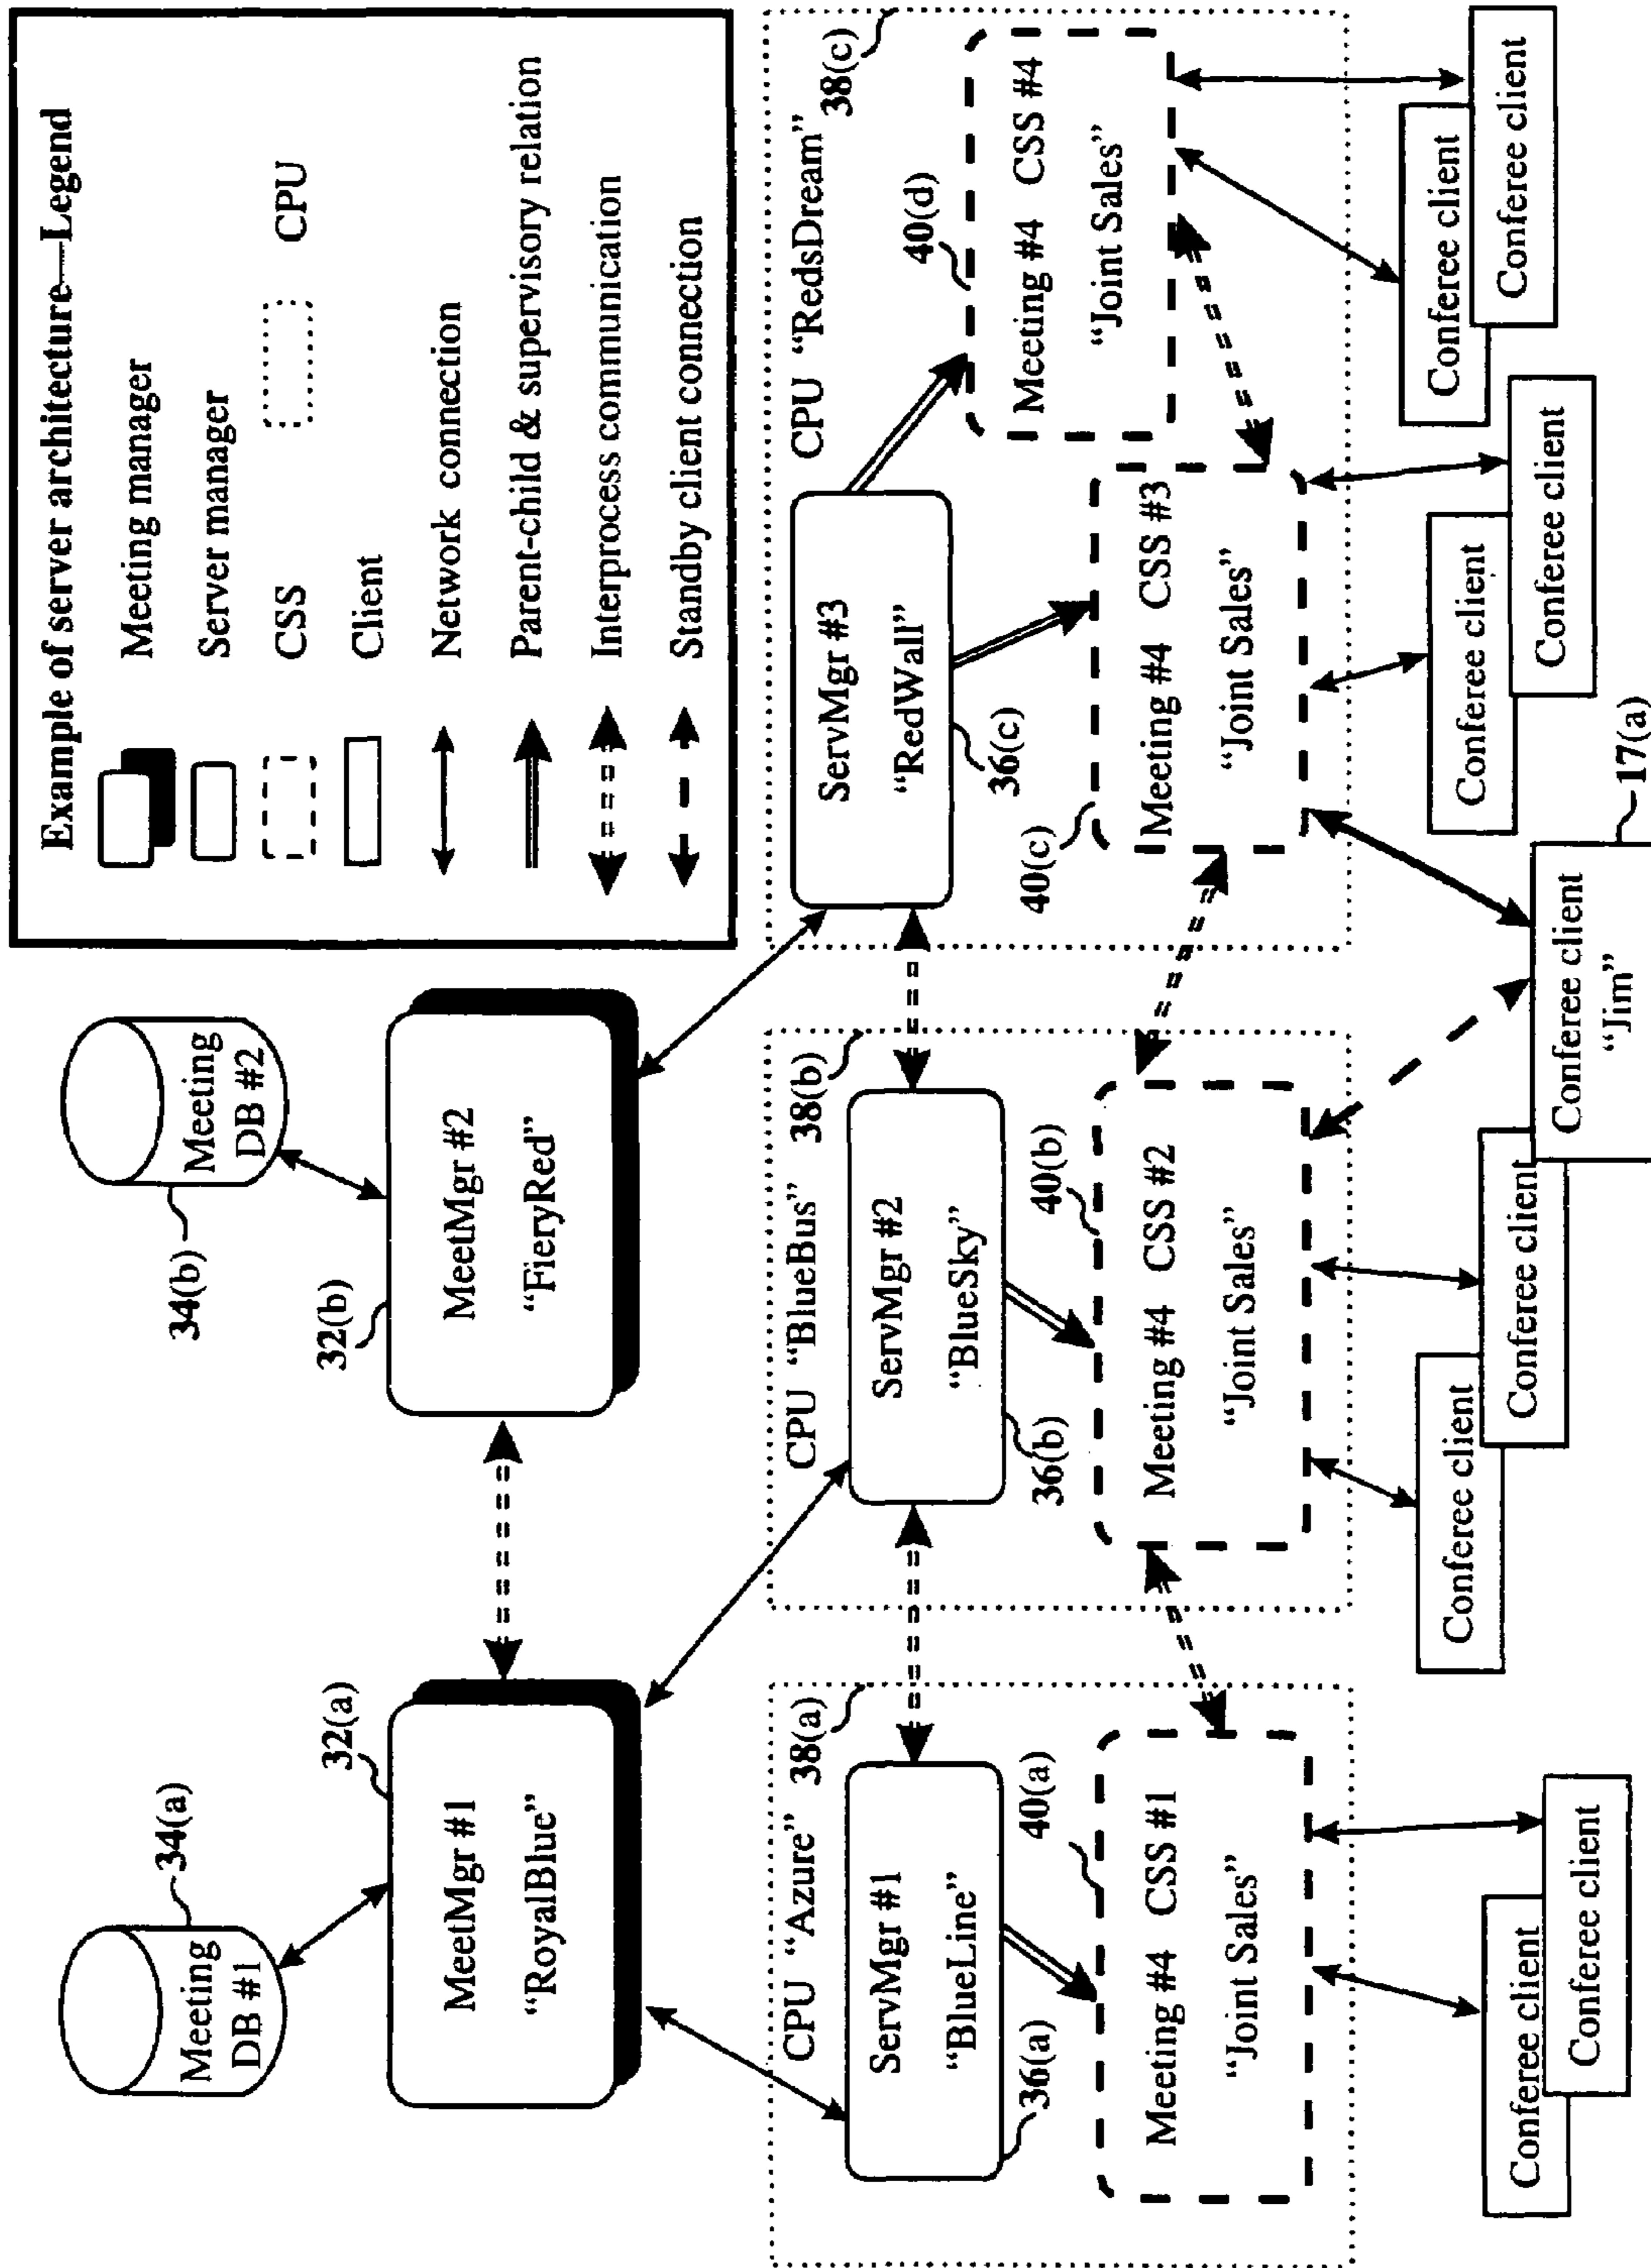 Example of server architecture—Legend
Meeting manager
Server manager
CSS
CPU
Client
Network connection
Parent-child & supervisory relation
Interprocess communication
Standby client connection
Meeting
DB #1
34(a)
Meeting
DB #2
34(b)
MeetMgr #1
“RoyalBlue”
32(a)
MeetMgr #2
“FieryRed”
32(b)
CPU “Azure”
38(a)
ServMgr #1
“BlueLine”
36(a)
40(a)
Meeting #4 CSS #1
“Joint Sales”
CPU “BlueBus”
38(b)
ServMgr #2
“BlueSky”
36(b)
40(b)
Meeting #4 CSS #2
“Joint Sales”
CPU “RedsDream”
38(c)
ServMgr #3
“RedWall”
36(c)
40(c)
Meeting #4 CSS #3
“Joint Sales”
40(d)
Meeting #4 CSS #4
“Joint Sales”
Conferee client
Conferee client
Conferee client
Conferee client
Conferee client
“Jim”
17(a)
Conferee client
Conferee client
Conferee client
Conferee client